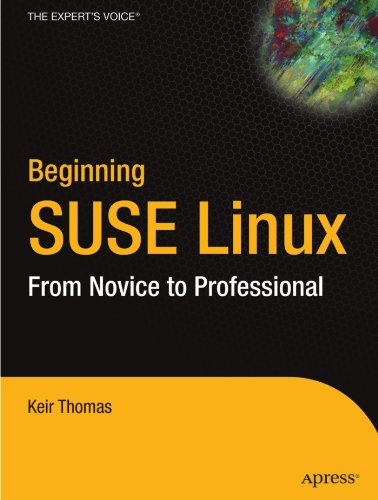 THE EXPERT'S VOICE®
Beginning
SUSE Linux
From Novice to Professional
Keir Thomas
Apress®